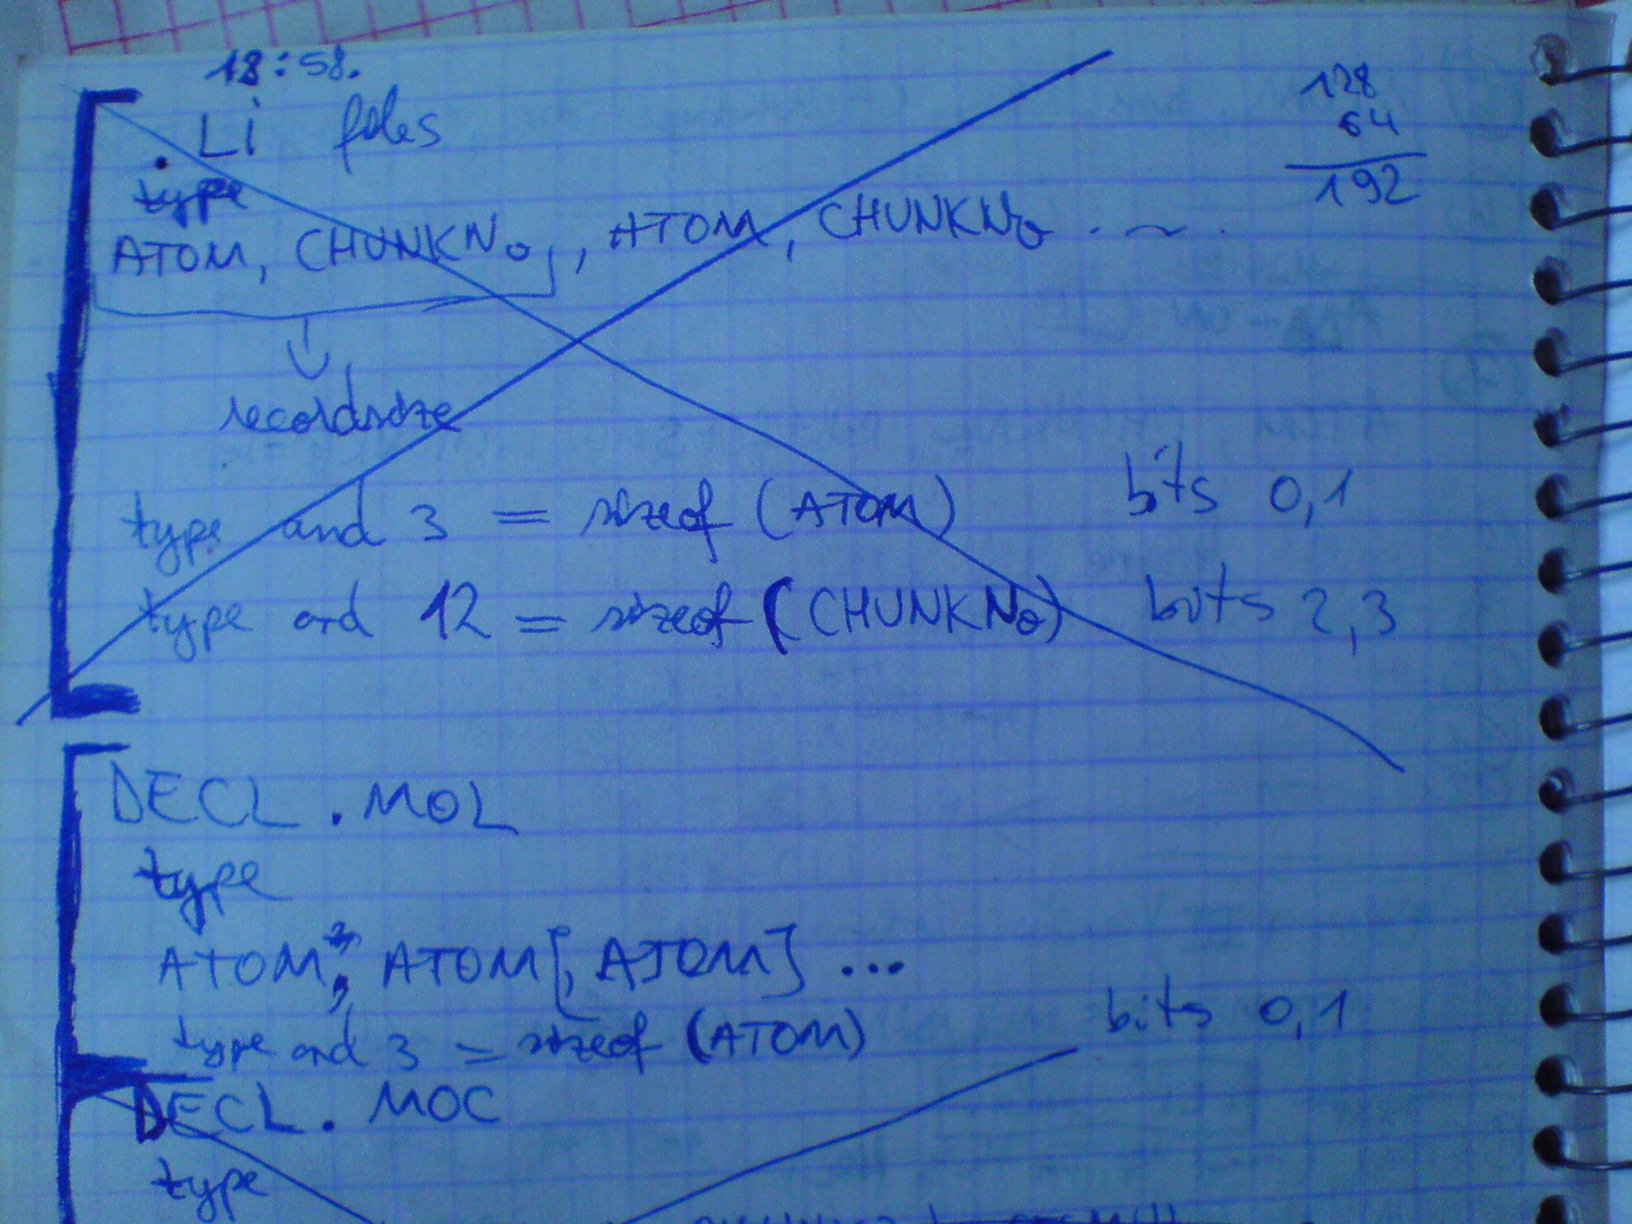 18:58.
128
64
192
.Li files
type
ATOM, CHUNKNo, ATOM, CHUNKNo . ~ .
recordsize
type and 3 = sizeof (ATOM) bits 0,1
type and 12 = sizeof (CHUNKNo) bits 2,3
DECL.MOL
type
ATOM, ATOM[, ATOM] ...
type and 3 = sizeof (ATOM) bits 0,1
DECL. MOC
type